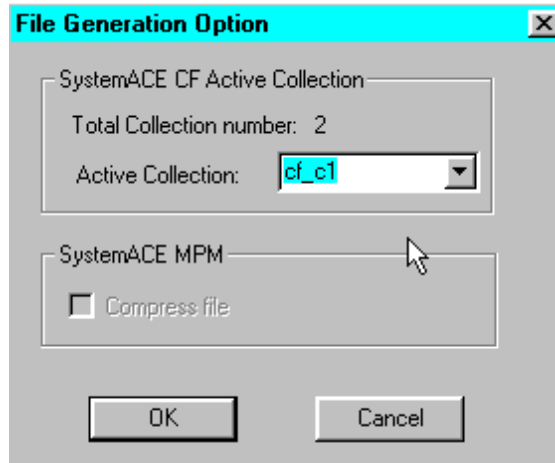 File Generation Option
SystemACE CF Active Collection
Total Collection number: 2
Active Collection: cf_c1
SystemACE MPM
Compress file
OK Cancel